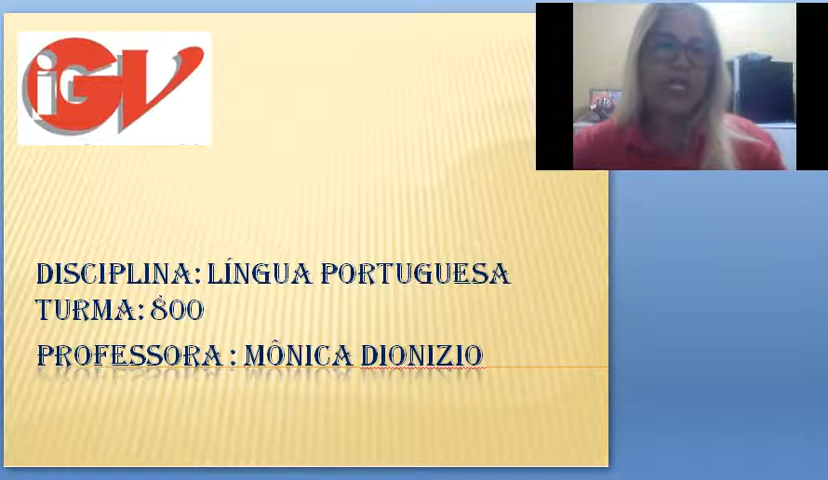 iGV
DISCIPLINA: LÍNGUA PORTUGUESA
TURMA: 800
PROFESSORA : MÔNICA DIONIZIO